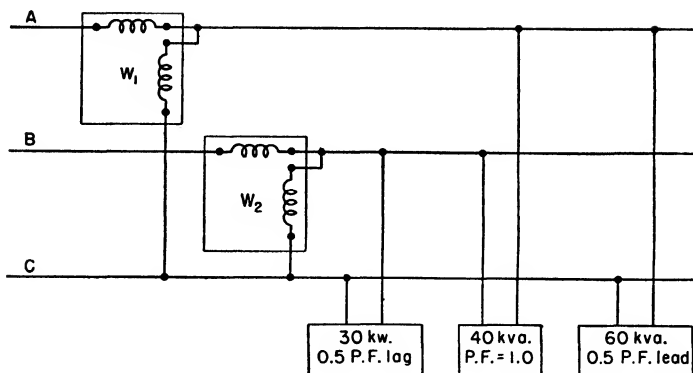 A
W1
B
W2
C
30 kw.
0.5 P.F. lag
40 kva.
P.F. = 1.0
60 kva.
0.5 P.F. lead